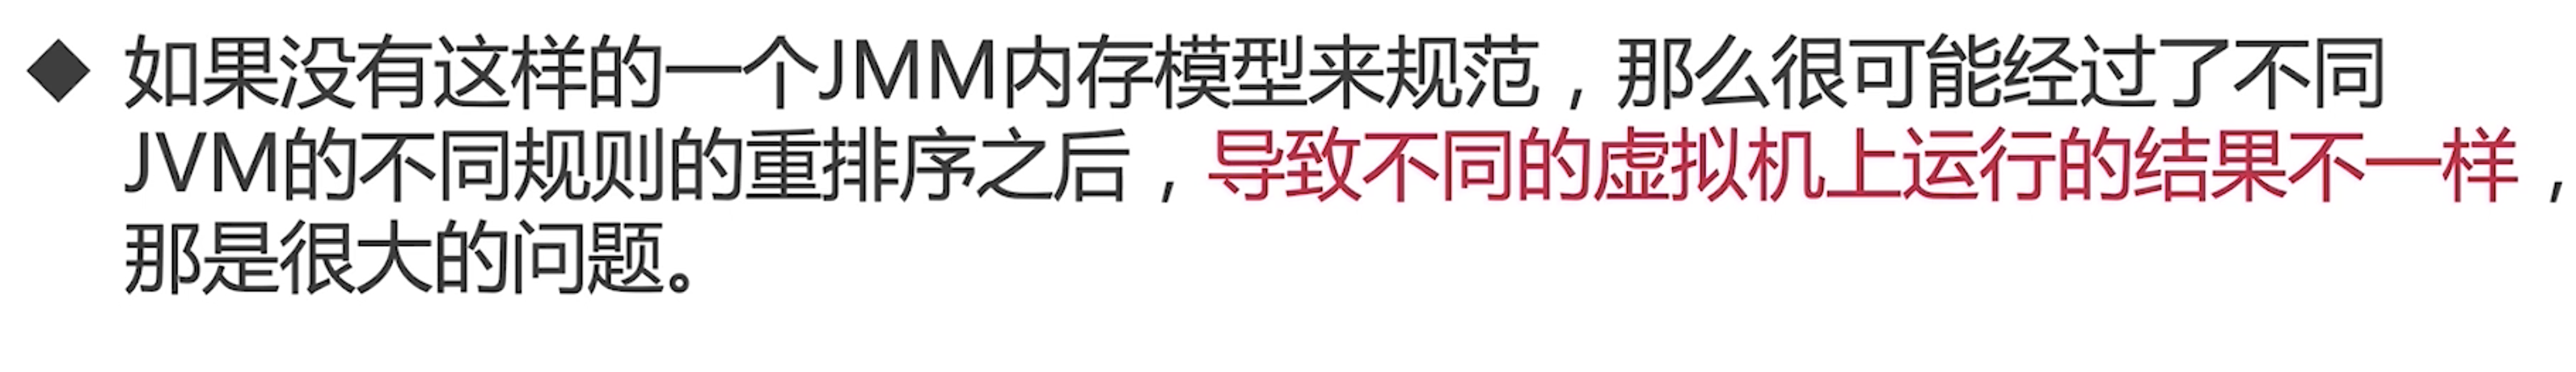 ◆ 如果没有这样的一个JMM内存模型来规范，那么很可能经过了不同
JVM的不同规则的重排序之后，导致不同的虚拟机上运行的结果不一样，
那是很大的问题。